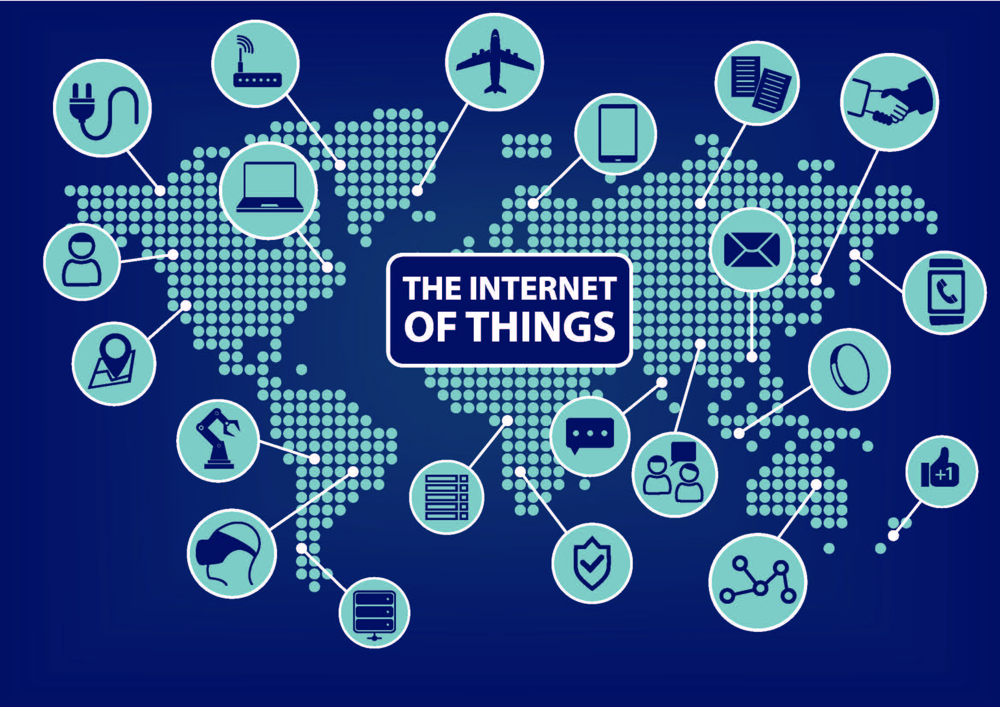 THE INTERNET
OF THINGS
+1